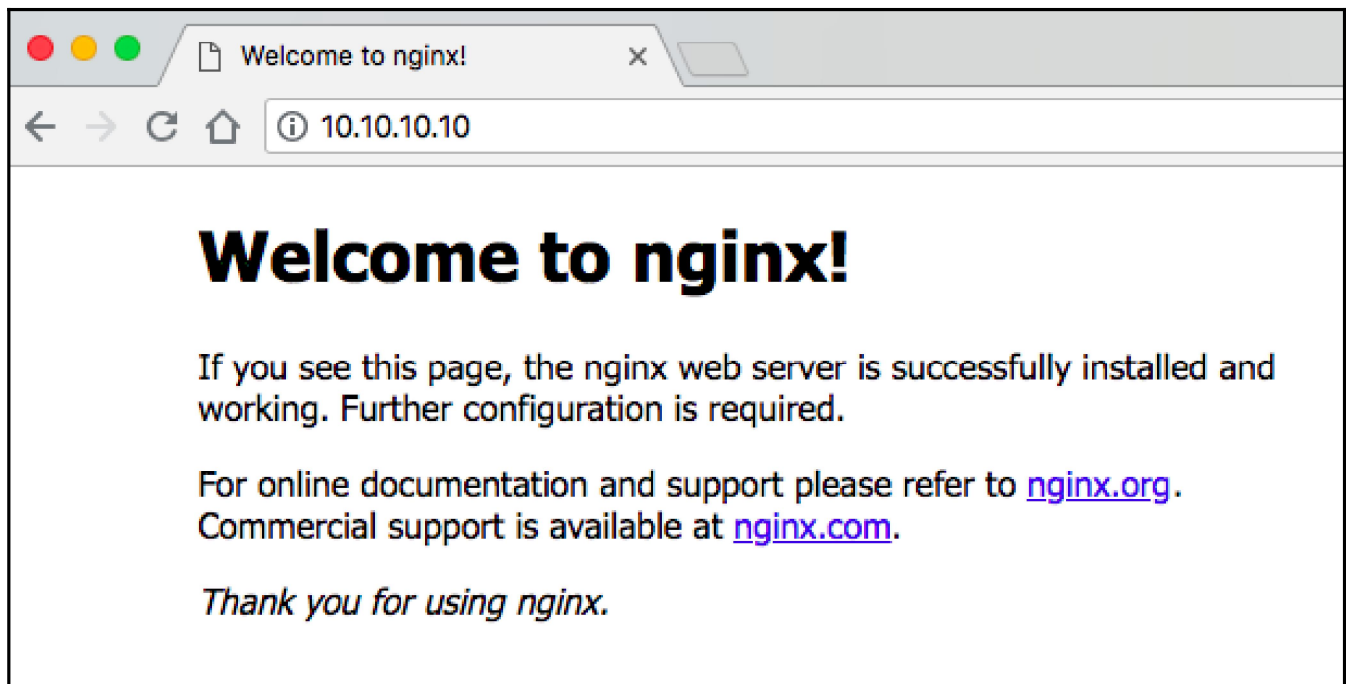 Welcome to nginx!
10.10.10.10
Welcome to nginx!
If you see this page, the nginx web server is successfully installed and
working. Further configuration is required.
For online documentation and support please refer to nginx.org.
Commercial support is available at nginx.com.
Thank you for using nginx.